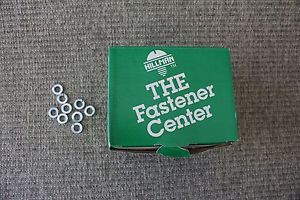 HILLMAN
THE
Fastener
Center